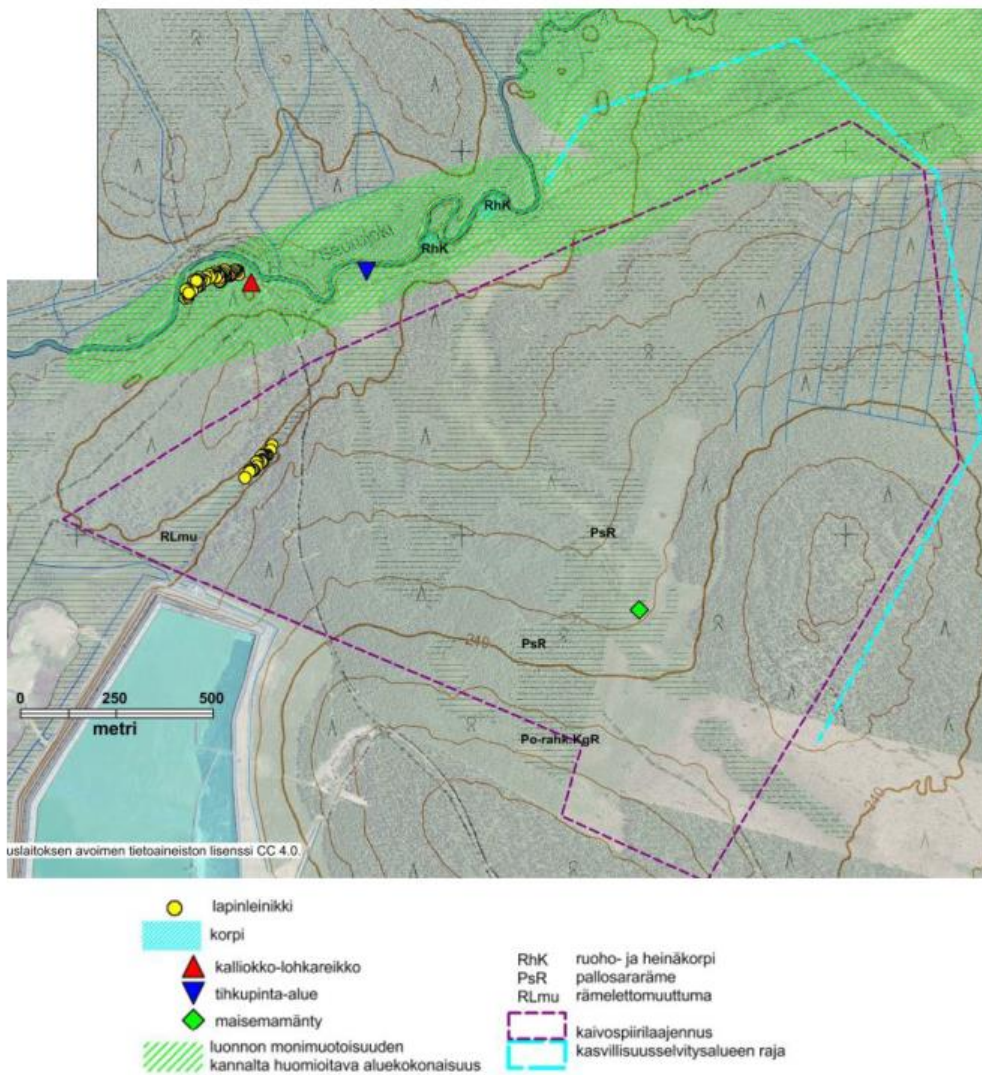 RhK
Seurujoki
RhK
RLmu
PsR
PsR
240
0 250 500
metri
Po-rahk.KgR
240
uslaitoksen avoimen tietoaineiston lisenssi CC 4.0.
lapinleinikki
korpi
kalliokko-lohkareikko
tihkupinta-alue
maisemamänty
luonnon monimuotoisuuden
kannalta huomioitava aluekokonaisuus
RhK ruoho- ja heinäkorpi
PsR pallosararäme
RLmu rämelettomuuttuma
kaivospiirilaajennus
kasvillisuusselvitysalueen raja